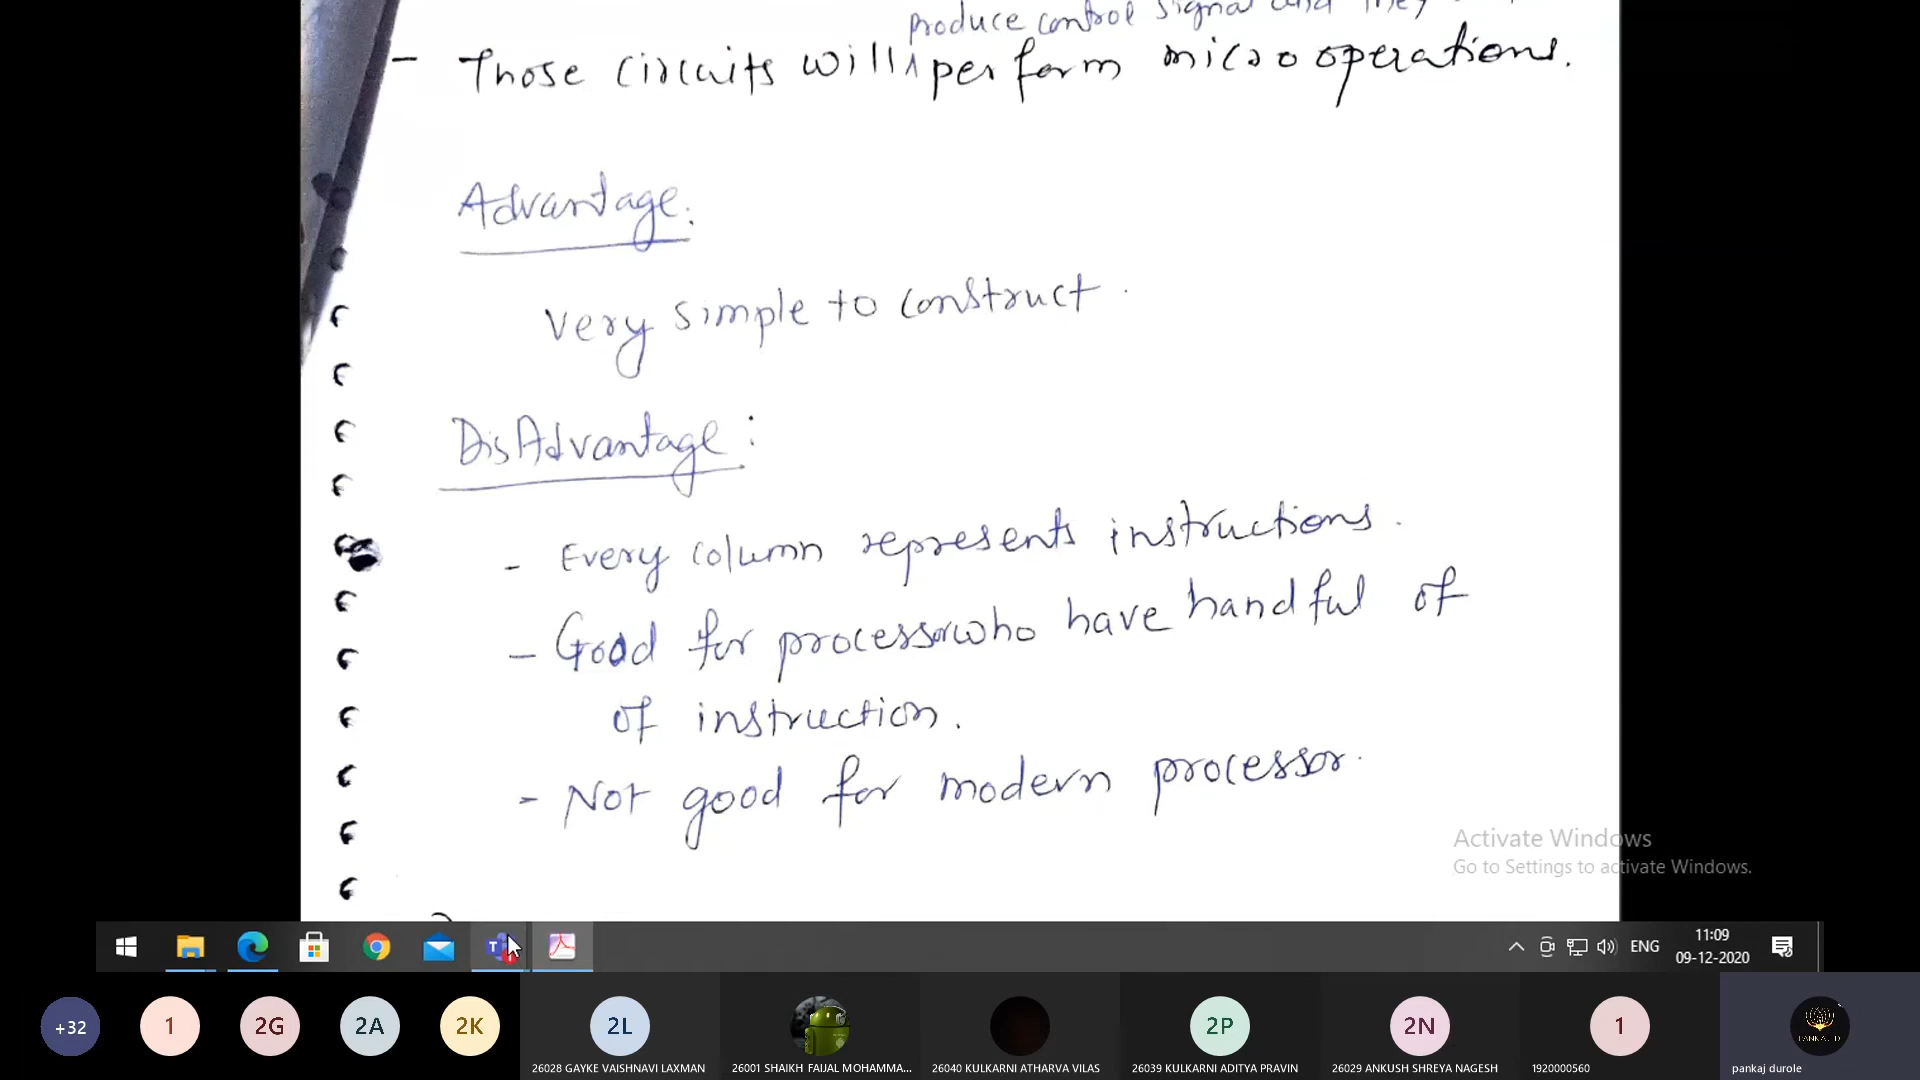 produce control signal and they
- Those circuits will ^ perform micro operations.
Advantage:
Very simple to construct.
DisAdvantage:
- Every column represents instructions.
- Good for processor who have handful of
of instruction.
- Not good for modern processor.
Activate Windows
Go to Settings to activate Windows.
ENG
11:09
09-12-2020
+32
1
2G
2A
2K
2L
2P
2N
1
26028 GAYKE VAISHNAVI LAXMAN
26001 SHAIKH FAIJAL MOHAMMA...
26040 KULKARNI ATHARVA VILAS
26039 KULKARNI ADITYA PRAVIN
26029 ANKUSH SHREYA NAGESH
1920000560
PANKAJ D
pankaj durole